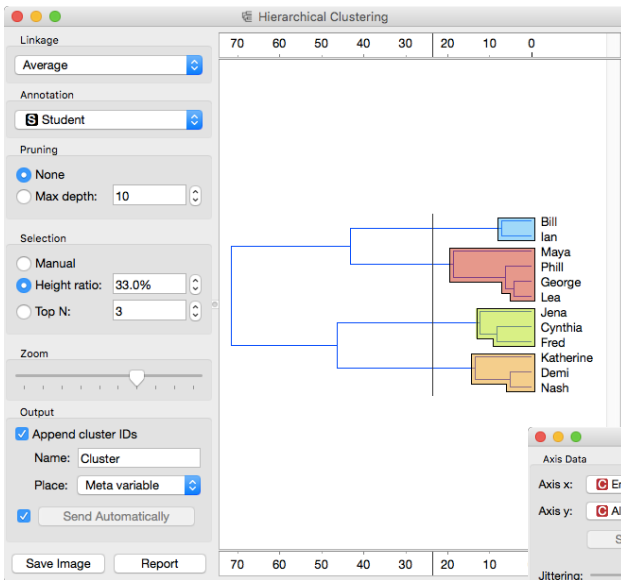 Hierarchical Clustering
Linkage
Average
Annotation
S Student
Pruning
None
Max depth: 10
Selection
Manual
Height ratio: 33.0%
Top N: 3
Zoom
Output
Append cluster IDs
Name: Cluster
Place: Meta variable
Send Automatically
Save Image Report
70 60 50 40 30 20 10 0
Bill
Ian
Maya
Phill
George
Lea
Jena
Cynthia
Fred
Katherine
Demi
Nash
70 60 50 40 30 20 10
Axis Data
Axis x: C En
Axis y: C Al
S
Jittering: